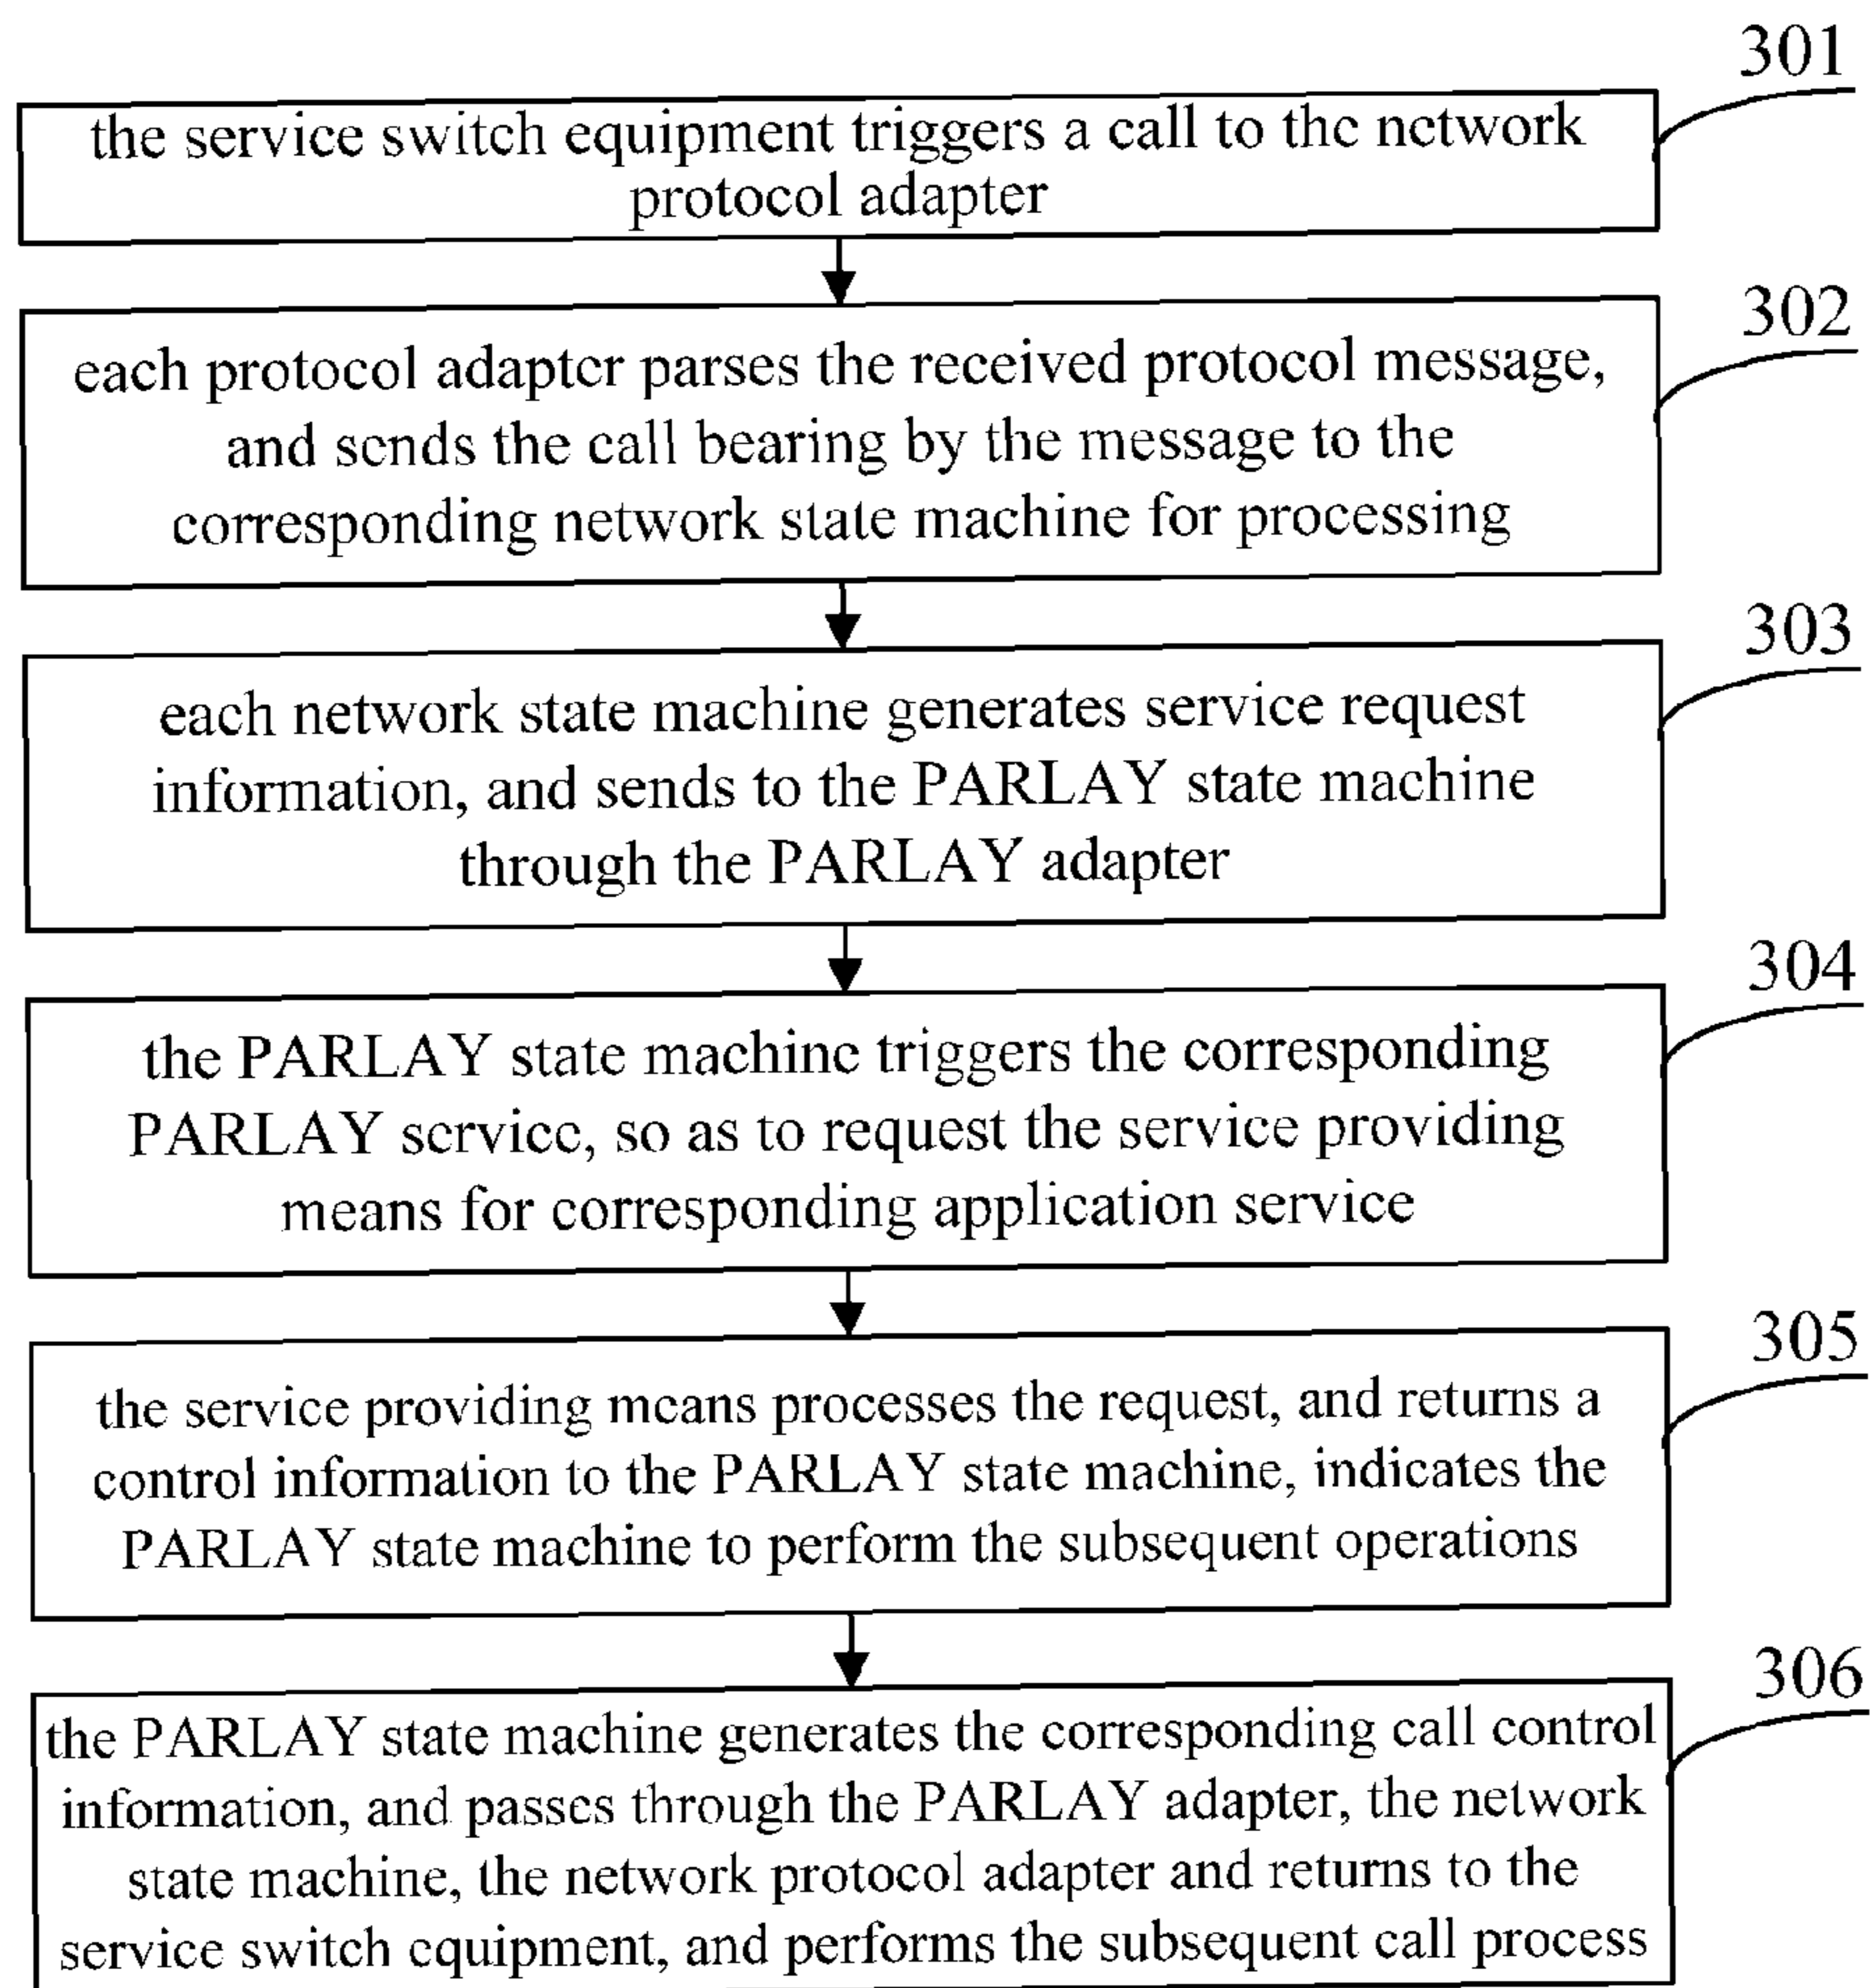 301
the service switch equipment triggers a call to the network
protocol adapter
302
each protocol adapter parses the received protocol message,
and sends the call bearing by the message to the
corresponding network state machine for processing
303
each network state machine generates service request
information, and sends to the PARLAY state machine
through the PARLAY adapter
304
the PARLAY state machine triggers the corresponding
PARLAY service, so as to request the service providing
means for corresponding application service
305
the service providing means processes the request, and returns a
control information to the PARLAY state machine, indicates the
PARLAY state machine to perform the subsequent operations
306
the PARLAY state machine generates the corresponding call control
information, and passes through the PARLAY adapter, the network
state machine, the network protocol adapter and returns to the
service switch equipment, and performs the subsequent call process